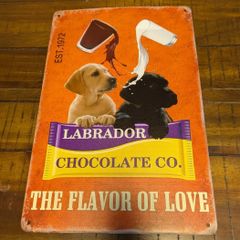 EST.1972
LABRADOR
CHOCOLATE CO.
THE FLAVOR OF LOVE